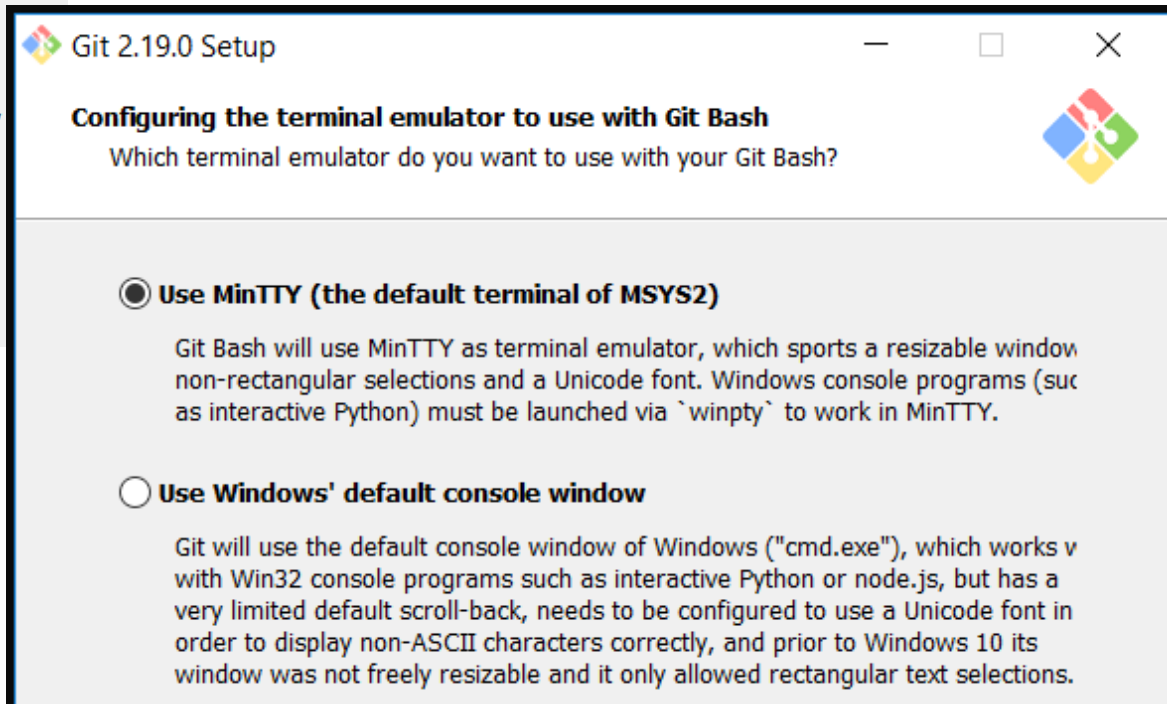 Git 2.19.0 Setup
Configuring the terminal emulator to use with Git Bash
Which terminal emulator do you want to use with your Git Bash?
Use MinTTY (the default terminal of MSYS2)
Git Bash will use MinTTY as terminal emulator, which sports a resizable window
non-rectangular selections and a Unicode font. Windows console programs (suc
as interactive Python) must be launched via `winpty` to work in MinTTY.
Use Windows' default console window
Git will use the default console window of Windows ("cmd.exe"), which works w
with Win32 console programs such as interactive Python or node.js, but has a
very limited default scroll-back, needs to be configured to use a Unicode font in
order to display non-ASCII characters correctly, and prior to Windows 10 its
window was not freely resizable and it only allowed rectangular text selections.